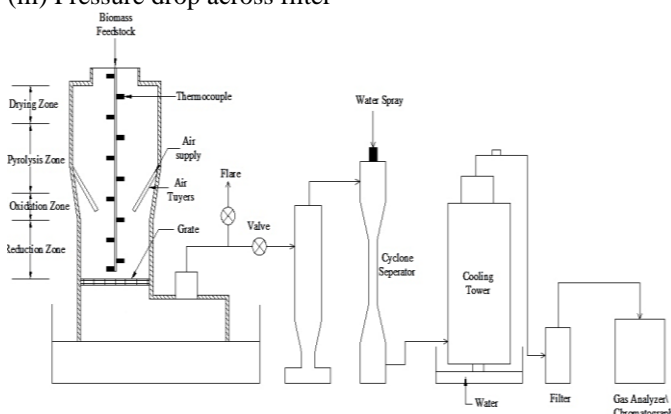 (iii) Pressure drop across filter
Biomass
Feedstock
Drying Zone
Thermocouple
Water Spray
Pyrolysis Zone
Air
supply
Flare
Air
Tuyers
Oxidation Zone
Grate
Valve
Reduction Zone
Cyclone
Seperator
Cooling
Tower
Water
Filter
Gas Analyzer\
Chromatograph